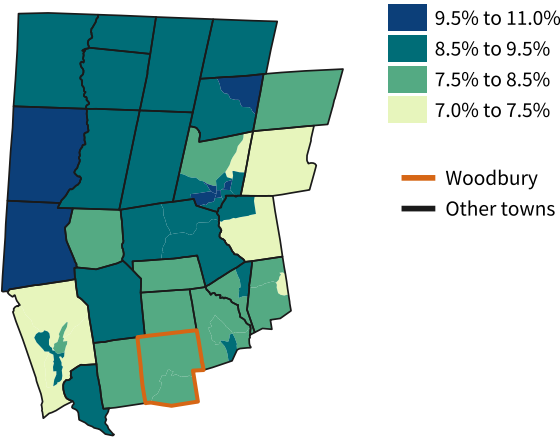 9.5% to 11.0%
8.5% to 9.5%
7.5% to 8.5%
7.0% to 7.5%
Woodbury
Other towns